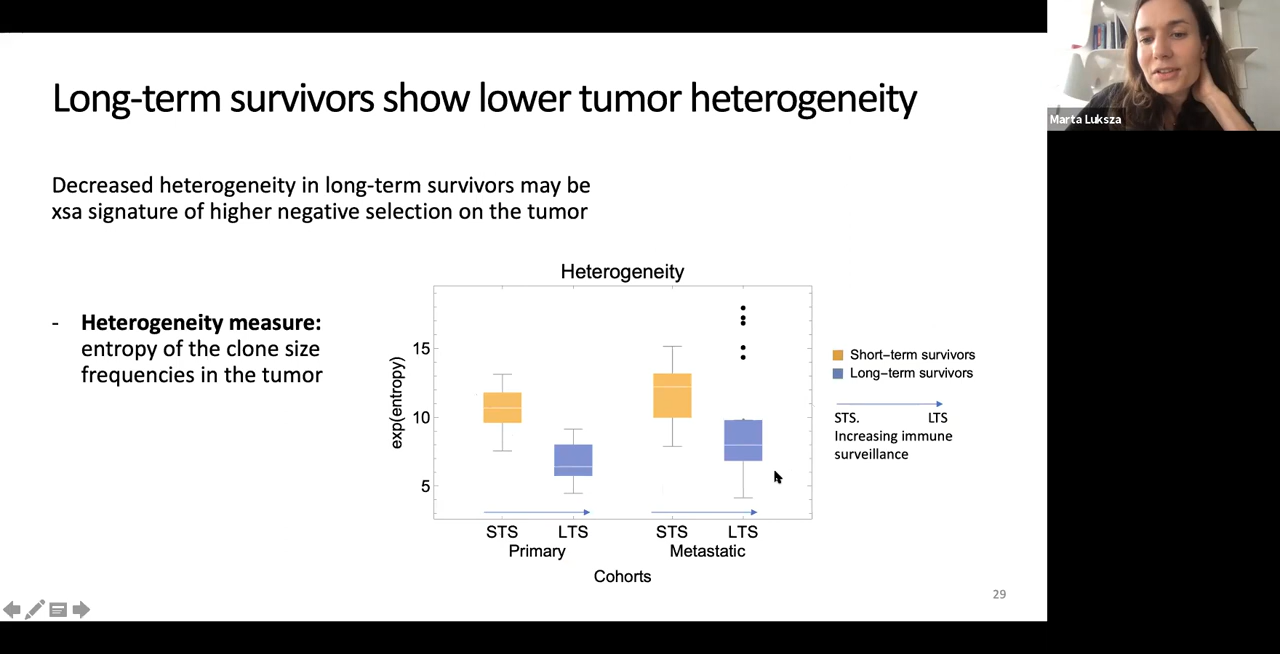 Long-term survivors show lower tumor heterogeneity
Marta Luksza
Decreased heterogeneity in long-term survivors may be
xsa signature of higher negative selection on the tumor
- Heterogeneity measure:
entropy of the clone size
frequencies in the tumor
Heterogeneity
exp(entropy)
15
10
5
STS LTS STS LTS
Primary Metastatic
Cohorts
Short-term survivors
Long-term survivors
STS. LTS
Increasing immune
surveillance
29